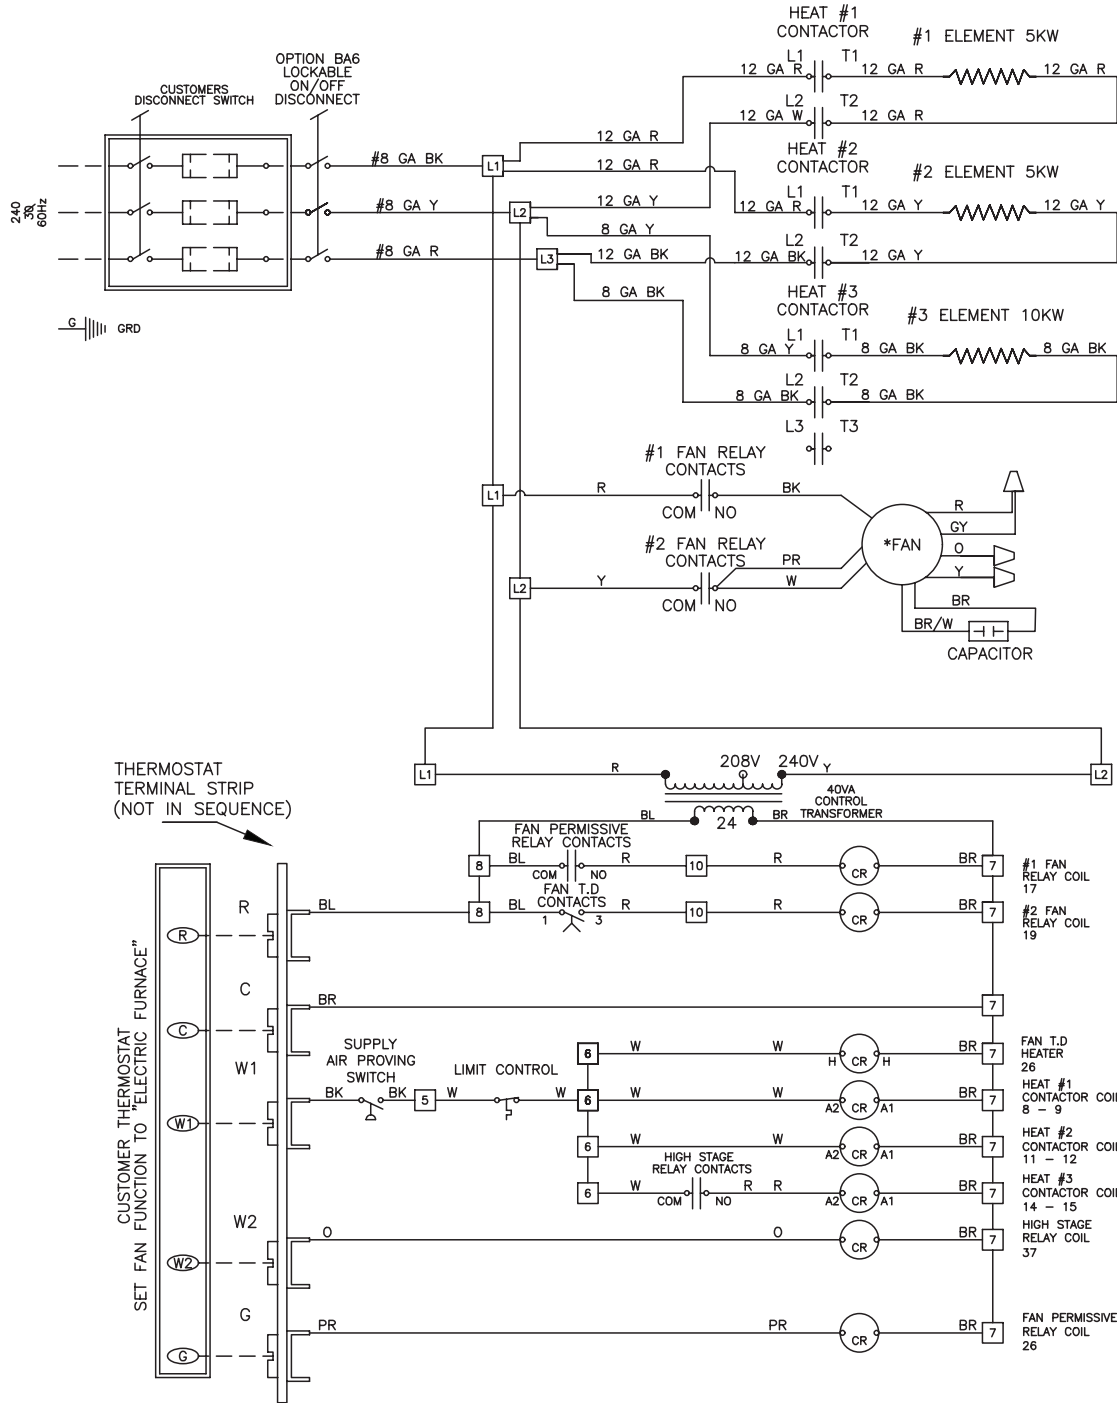 HEAT #1
CONTACTOR
#1 ELEMENT 5KW
OPTION BA6
LOCKABLE
ON/OFF
DISCONNECT
CUSTOMERS
DISCONNECT SWITCH
L1 T1
12 GA R 12 GA R 12 GA R
L2 T2
12 GA W 12 GA R
12 GA R
HEAT #2
CONTACTOR
#2 ELEMENT 5KW
#8 GA BK L1 12 GA R
L1 T1
12 GA R 12 GA Y 12 GA Y
240
3Ø
60Hz
#8 GA Y L2 12 GA Y
8 GA Y
L2 T2
#8 GA R L3 12 GA BK 12 GA BK 12 GA Y
8 GA BK
HEAT #3
CONTACTOR
#3 ELEMENT 10KW
G GRD
L1 T1
8 GA Y 8 GA BK 8 GA BK
L2 T2
8 GA BK 8 GA BK
L3 T3
#1 FAN RELAY
CONTACTS
L1 R BK
COM NO
R
GY
*FAN
O
Y
#2 FAN RELAY
CONTACTS
PR
L2 Y W
COM NO
BR
BR/W
CAPACITOR
L1 R 208V 240V Y L2
40VA
CONTROL
TRANSFORMER
BL 24 BR
THERMOSTAT
TERMINAL STRIP
(NOT IN SEQUENCE)
FAN PERMISSIVE
RELAY CONTACTS
8 BL R 10 R CR BR 7
COM NO
#1 FAN
RELAY COIL
17
FAN T.D
CONTACTS
R BL 8 BL 1 3 R 10 R CR BR 7
#2 FAN
RELAY COIL
19
R
C
BR 7
C
CUSTOMER THERMOSTAT
SET FAN FUNCTION TO "ELECTRIC FURNACE"
W1
SUPPLY
AIR PROVING
SWITCH
LIMIT CONTROL
6 W W H CR H BR 7
FAN T.D
HEATER
26
BK BK 5 W W 6 W W A2 CR A1 BR 7
HEAT #1
CONTACTOR COIL
8 - 9
W1
6 W W A2 CR A1 BR 7
HEAT #2
CONTACTOR COIL
11 - 12
HIGH STAGE
RELAY CONTACTS
6 W COM NO R R A2 CR A1 BR 7
HEAT #3
CONTACTOR COIL
14 - 15
W2
O O CR BR 7
HIGH STAGE
RELAY COIL
37
W2
G
PR PR CR BR 7
FAN PERMISSIVE
RELAY COIL
26
G